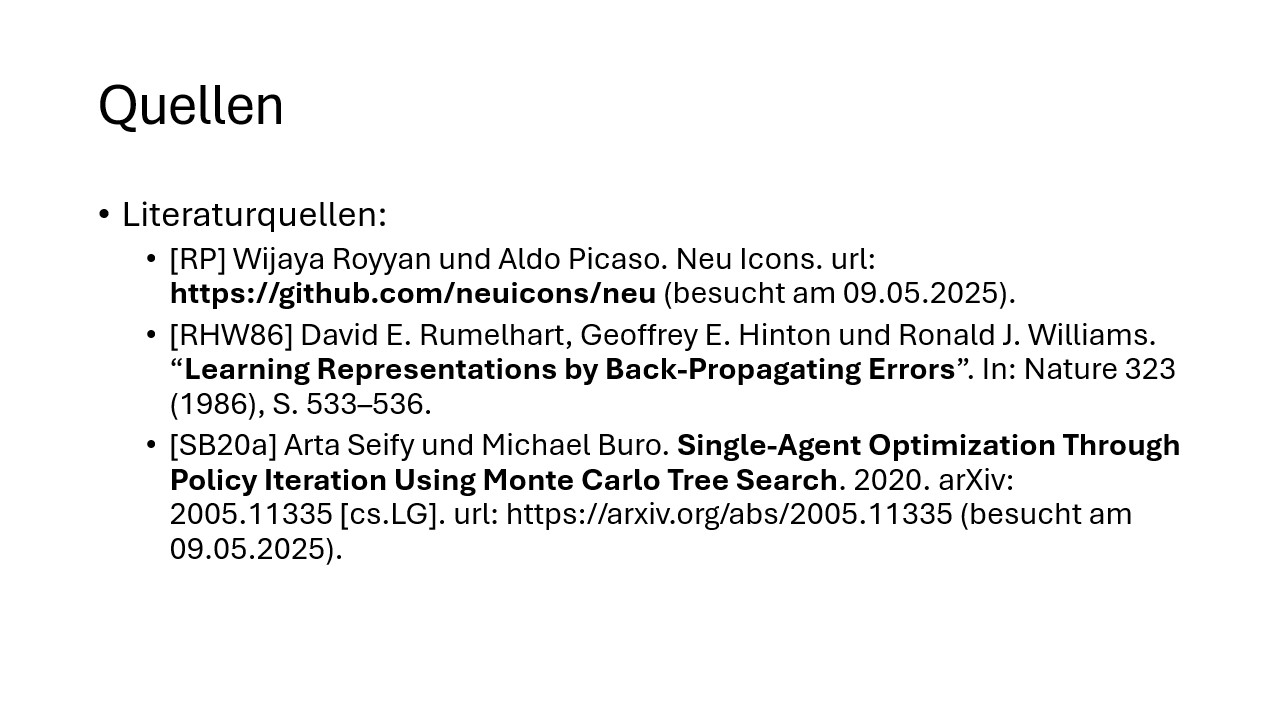 Quellen
• Literaturquellen:
• [RP] Wijaya Royyan und Aldo Picaso. Neu Icons. url:
https://github.com/neuicons/neu (besucht am 09.05.2025).
• [RHW86] David E. Rumelhart, Geoffrey E. Hinton und Ronald J. Williams.
“Learning Representations by Back-Propagating Errors”. In: Nature 323
(1986), S. 533–536.
• [SB20a] Arta Seify und Michael Buro. Single-Agent Optimization Through
Policy Iteration Using Monte Carlo Tree Search. 2020. arXiv:
2005.11335 [cs.LG]. url: https://arxiv.org/abs/2005.11335 (besucht am
09.05.2025).